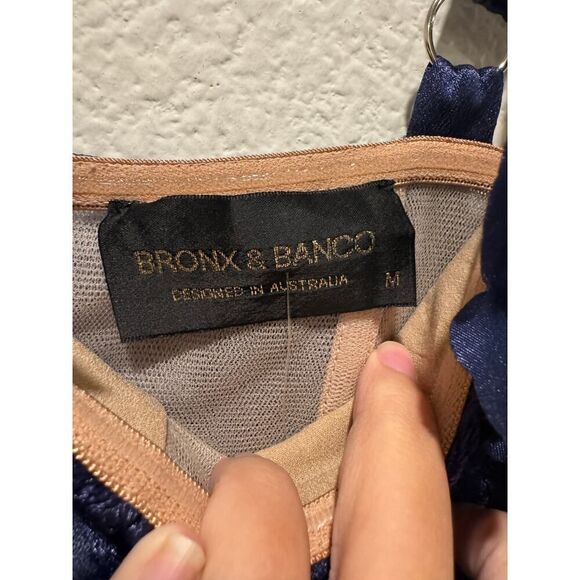 BRONX & BANCO
DESIGNED IN AUSTRALIA
M